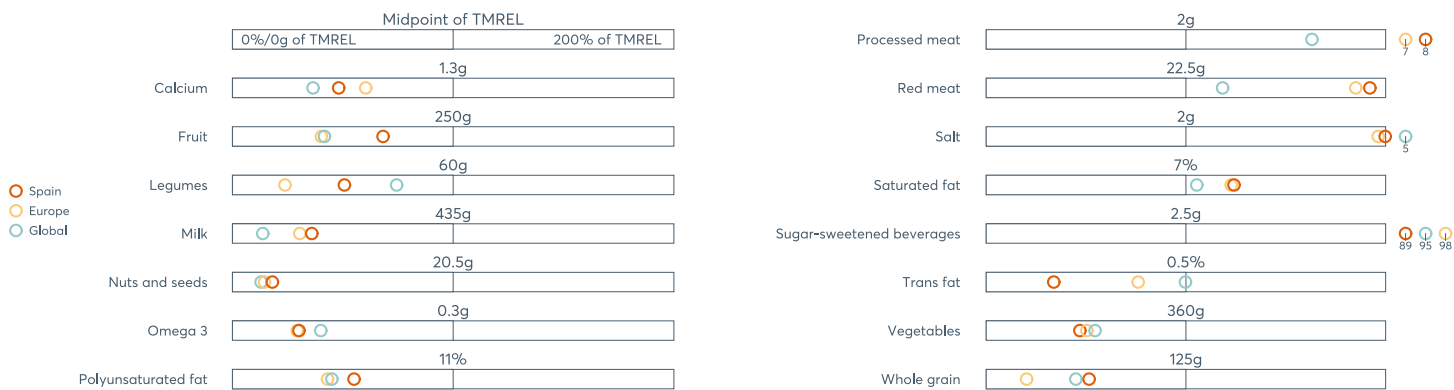 Midpoint of TMREL
0%/0g of TMREL 200% of TMREL
1.3g
Calcium
250g
Fruit
60g
Legumes
435g
Milk
20.5g
Nuts and seeds
0.3g
Omega 3
11%
Polyunsaturated fat
Spain
Europe
Global
2g
Processed meat
7 8
22.5g
Red meat
2g
Salt
5
7%
Saturated fat
2.5g
Sugar-sweetened beverages
89 95 98
0.5%
Trans fat
360g
Vegetables
125g
Whole grain